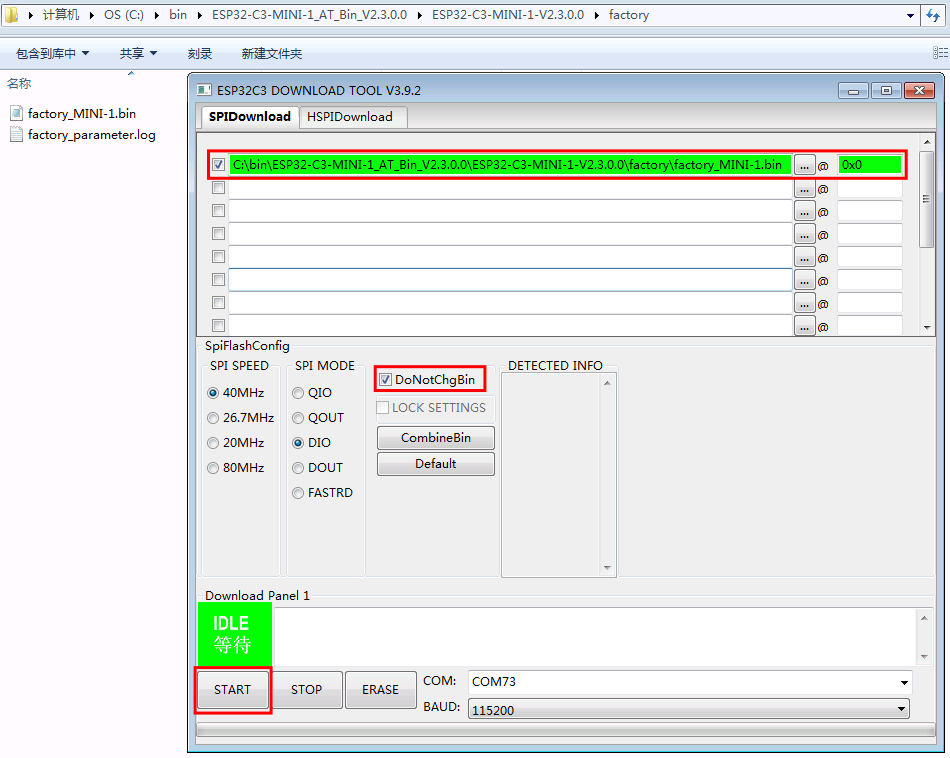 计算机 OS (C:) bin ESP32-C3-MINI-1_AT_Bin_V2.3.0.0 ESP32-C3-MINI-1-V2.3.0.0 factory
包含到库中 共享 刻录 新建文件夹
名称
factory_MINI-1.bin
factory_parameter.log
ESP32C3 DOWNLOAD TOOL V3.9.2
SPIDownload HSPIDownload
C:\bin\ESP32-C3-MINI-1_AT_Bin_V2.3.0.0\ESP32-C3-MINI-1-V2.3.0.0\factory\factory_MINI-1.bin ... @ 0x0
... @
... @
... @
... @
... @
... @
... @
SpiFlashConfig
SPI SPEED
40MHz
26.7MHz
20MHz
80MHz
SPI MODE
QIO
QOUT
DIO
DOUT
FASTRD
DoNotChgBin
LOCK SETTINGS
CombineBin
Default
DETECTED INFO
Download Panel 1
IDLE
等待
START STOP ERASE
COM: COM73
BAUD: 115200